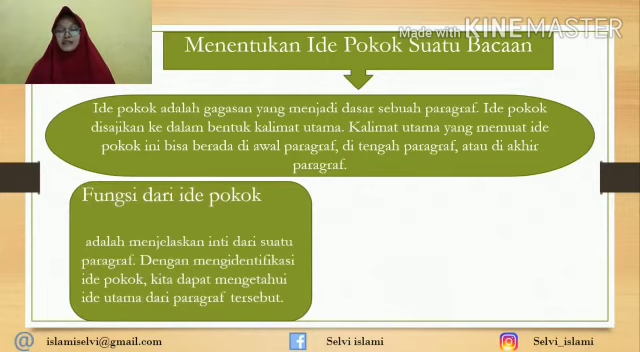 Made with KINEMASTER
Menentukan Ide Pokok Suatu Bacaan
Ide pokok adalah gagasan yang menjadi dasar sebuah paragraf. Ide pokok
disajikan ke dalam bentuk kalimat utama. Kalimat utama yang memuat ide
pokok ini bisa berada di awal paragraf, di tengah paragraf, atau di akhir
paragraf.
Fungsi dari ide pokok
adalah menjelaskan inti dari suatu
paragraf. Dengan mengidentifikasi
ide pokok, kita dapat mengetahui
ide utama dari paragraf tersebut.
@ islamiselvi@gmail.com
f Selvi islami
Selvi_islami